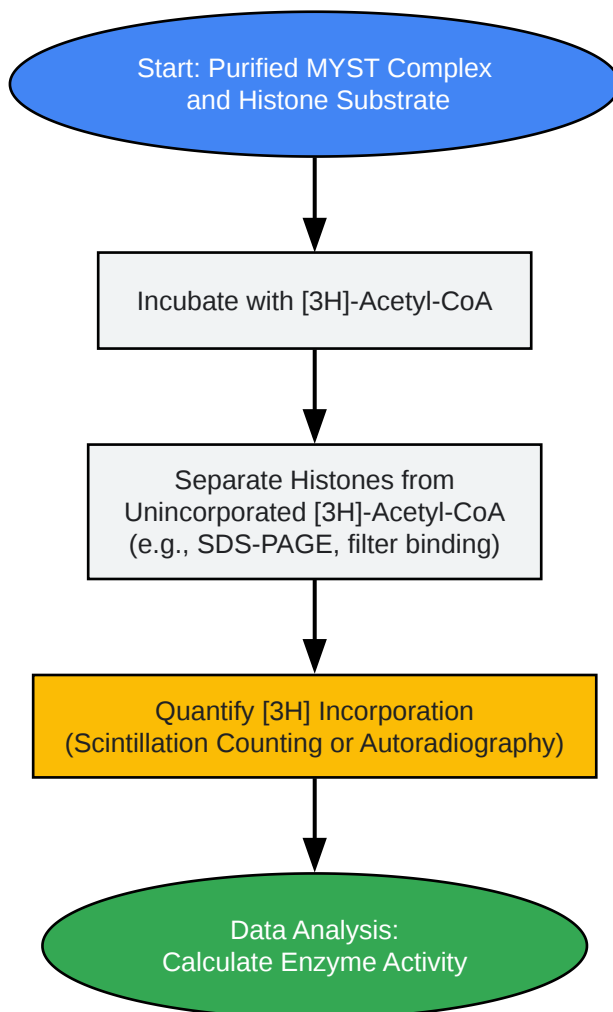 Start: Purified MYST Complex
and Histone Substrate
Incubate with [3H]-Acetyl-CoA
Separate Histones from
Unincorporated [3H]-Acetyl-CoA
(e.g., SDS-PAGE, filter binding)
Quantify [3H] Incorporation
(Scintillation Counting or Autoradiography)
Data Analysis:
Calculate Enzyme Activity